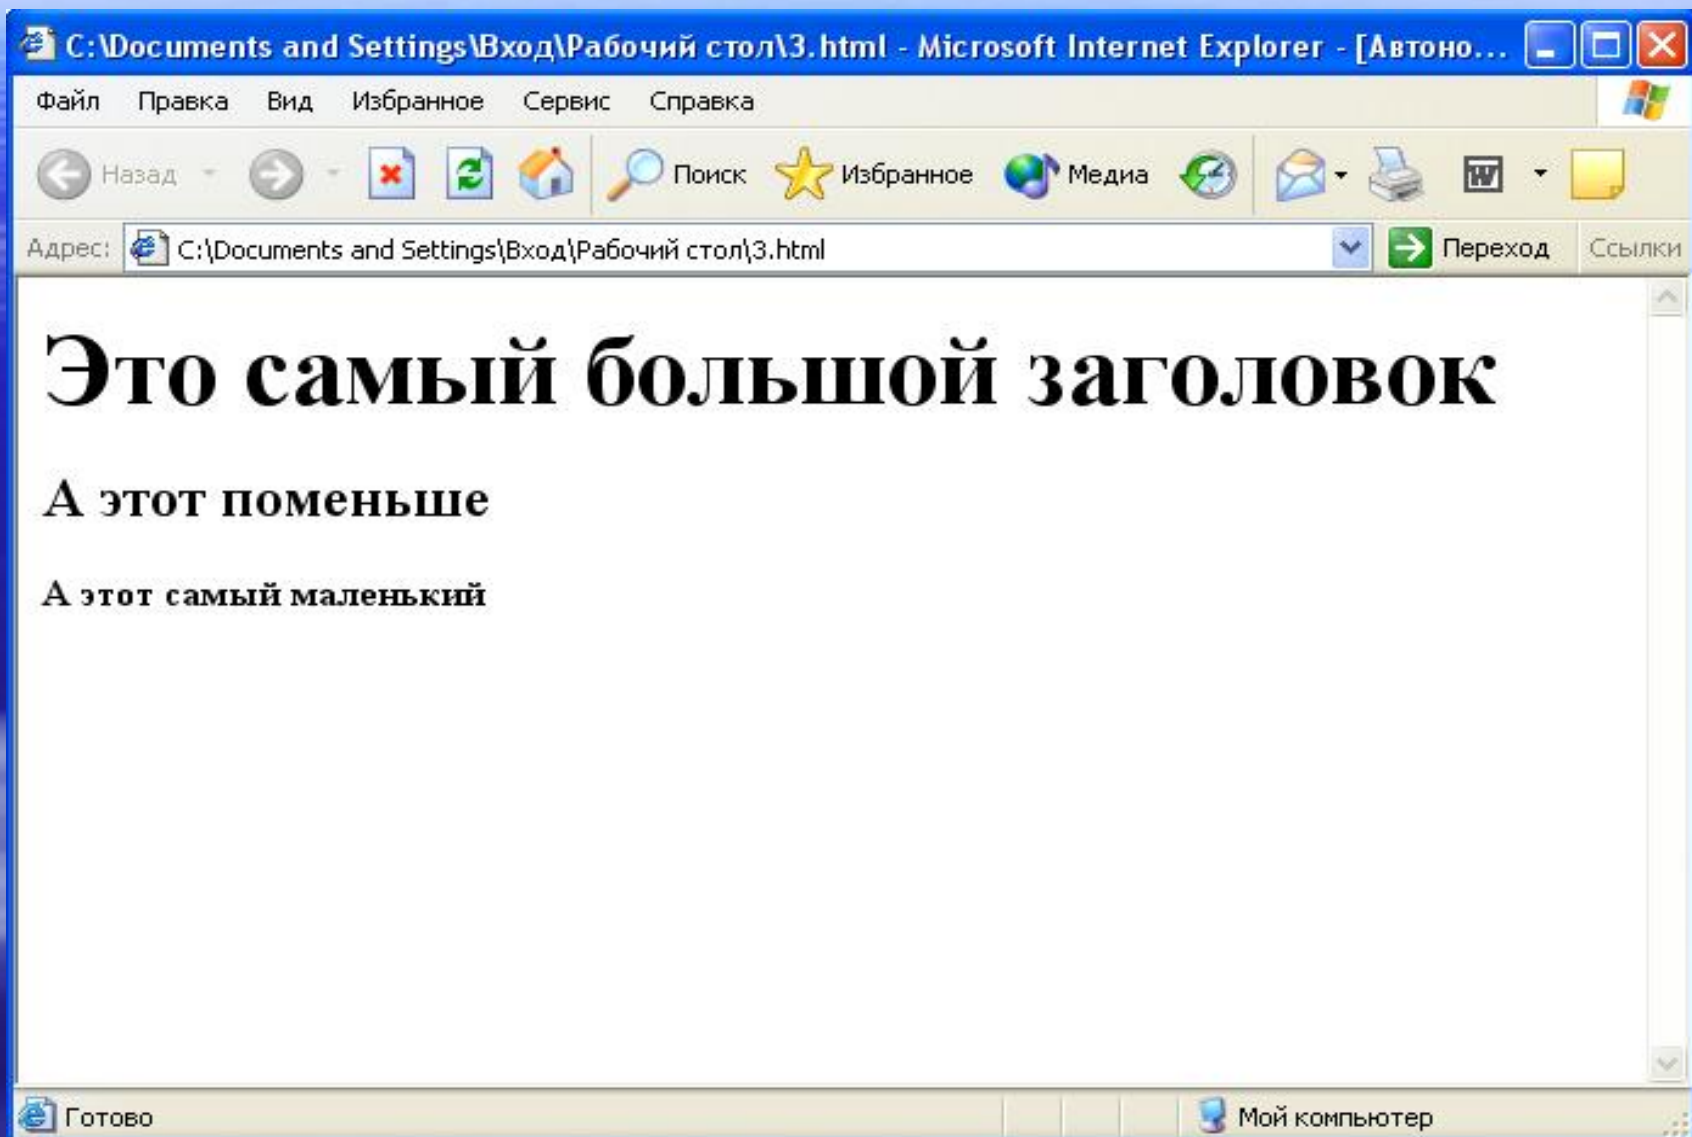 C:\Documents and Settings\Вход\Рабочий стол\3.html - Microsoft Internet Explorer - [Автоно...
Файл Правка Вид Избранное Сервис Справка
Назад Поиск Избранное Медиа W
Адрес: C:\Documents and Settings\Вход\Рабочий стол\3.html Переход Ссылки
Это самый большой заголовок
А этот поменьше
А этот самый маленький
Готово Мой компьютер